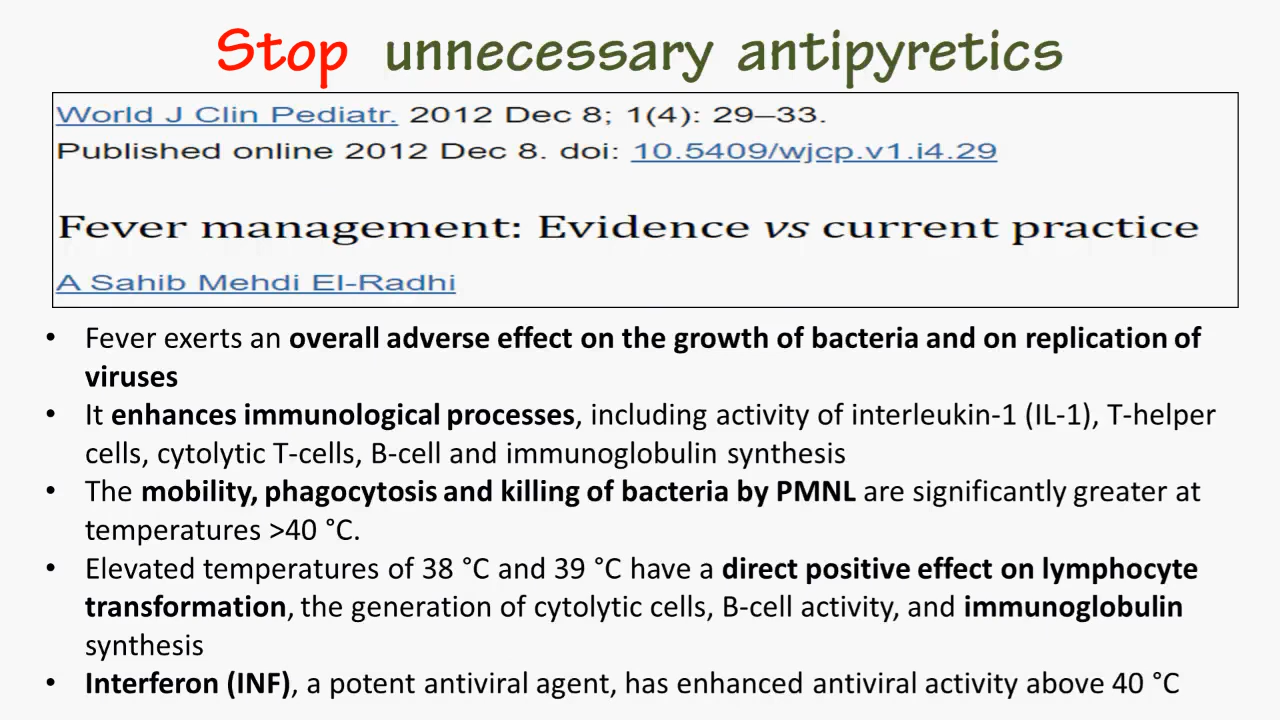 Stop unnecessary antipyretics
World J Clin Pediatr. 2012 Dec 8; 1(4): 29–33.
Published online 2012 Dec 8. doi: 10.5409/wjcp.v1.i4.29
Fever management: Evidence vs current practice
A Sahib Mehdi El-Radhi
• Fever exerts an overall adverse effect on the growth of bacteria and on replication of
viruses
• It enhances immunological processes, including activity of interleukin-1 (IL-1), T-helper
cells, cytolytic T-cells, B-cell and immunoglobulin synthesis
• The mobility, phagocytosis and killing of bacteria by PMNL are significantly greater at
temperatures >40 °C.
• Elevated temperatures of 38 °C and 39 °C have a direct positive effect on lymphocyte
transformation, the generation of cytolytic cells, B-cell activity, and immunoglobulin
synthesis
• Interferon (INF), a potent antiviral agent, has enhanced antiviral activity above 40 °C